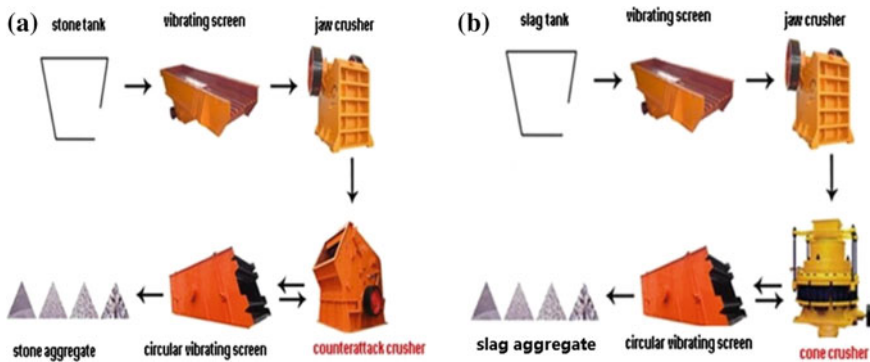 (a) stone tank vibrating screen jaw crusher
counterattack crusher
circular vibrating screen
stone aggregate
(b) slag tank vibrating screen jaw crusher
cone crusher
circular vibrating screen
slag aggregate